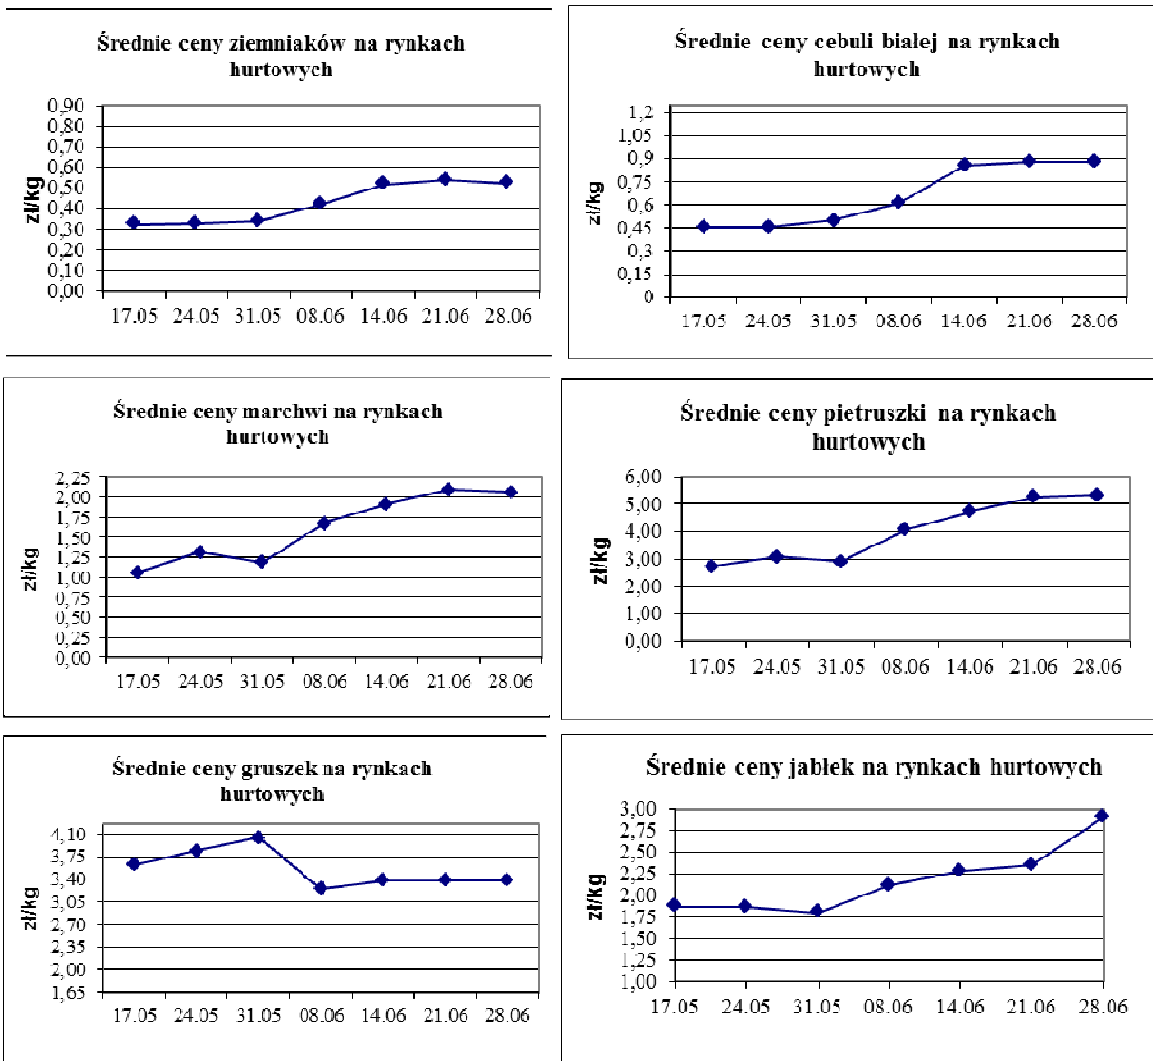 Średnie ceny ziemniaków na rynkach
hurtowych
zł/kg
0,90
0,80
0,70
0,60
0,50
0,40
0,30
0,20
0,10
0,00
17.05 24.05 31.05 08.06 14.06 21.06 28.06
Średnie ceny cebuli białej na rynkach
hurtowych
zł/kg
1,2
1,05
0,9
0,75
0,6
0,45
0,3
0,15
0
17.05 24.05 31.05 08.06 14.06 21.06 28.06
Średnie ceny marchwi na rynkach
hurtowych
zł/kg
2,25
2,00
1,75
1,50
1,25
1,00
0,75
0,50
0,25
0,00
17.05 24.05 31.05 08.06 14.06 21.06 28.06
Średnie ceny pietruszki na rynkach
hurtowych
zł/kg
6,00
5,00
4,00
3,00
2,00
1,00
0,00
17.05 24.05 31.05 08.06 14.06 21.06 28.06
Średnie ceny gruszek na rynkach
hurtowych
zł/kg
4,10
3,75
3,40
3,05
2,70
2,35
2,00
1,65
17.05 24.05 31.05 08.06 14.06 21.06 28.06
Średnie ceny jabłek na rynkach hurtowych
zł/kg
3,00
2,75
2,50
2,25
2,00
1,75
1,50
1,25
1,00
17.05 24.05 31.05 08.06 14.06 21.06 28.06